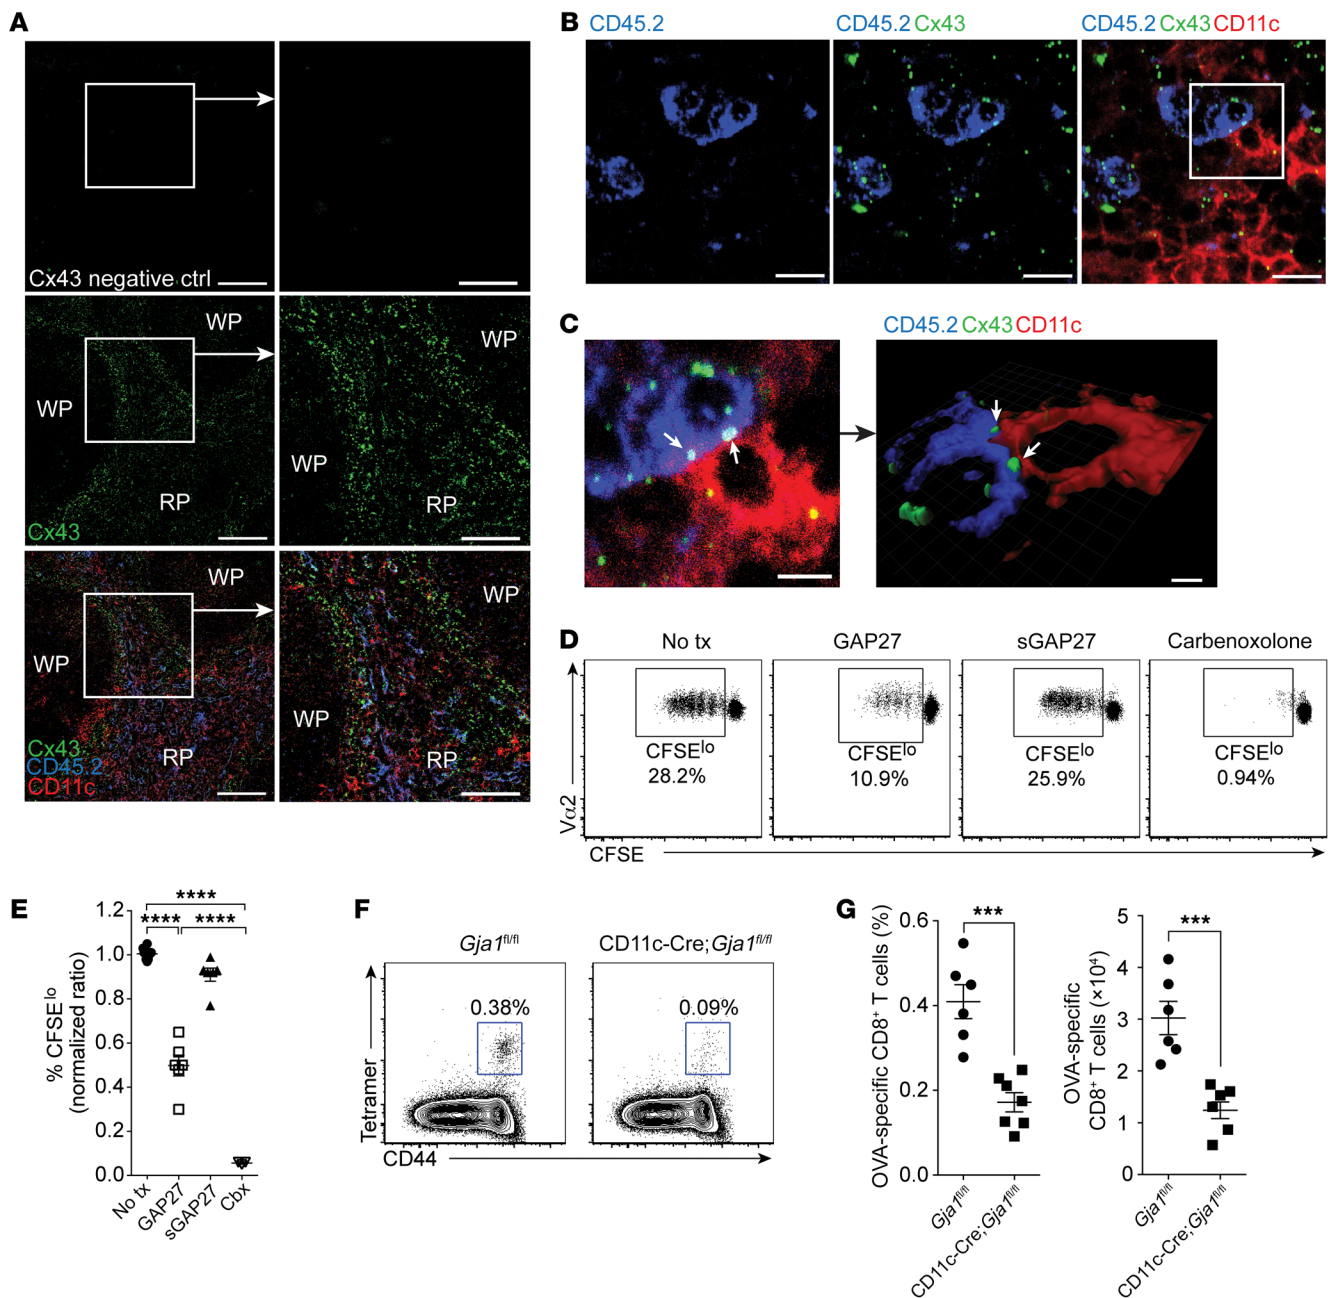 A
Cx43 negative ctrl
WP
WP
RP
Cx43
WP
WP
RP
WP
WP
RP
Cx43
CD45.2
CD11c
WP
WP
RP
B
CD45.2
CD45.2 Cx43
CD45.2 Cx43 CD11c
C
CD45.2 Cx43 CD11c
D
No tx
GAP27
sGAP27
Carbenoxolone
CFSElo
28.2%
CFSElo
10.9%
CFSElo
25.9%
CFSElo
0.94%
Vα2
CFSE
E
% CFSElo
(normalized ratio)
1.2
1.0
0.8
0.6
0.4
0.2
0.0
****
**** ****
No tx
GAP27
sGAP27
Cbx
F
Gja1fl/fl
CD11c-Cre;Gja1fl/fl
0.38%
0.09%
Tetramer
CD44
G
OVA-specific CD8+ T cells (%)
0.6
0.4
0.2
0.0
***
Gja1fl/fl
CD11c-Cre;Gja1fl/fl
OVA-specific
CD8+ T cells (×104)
5
4
3
2
1
0
***
Gja1fl/fl
CD11c-Cre;Gja1fl/fl